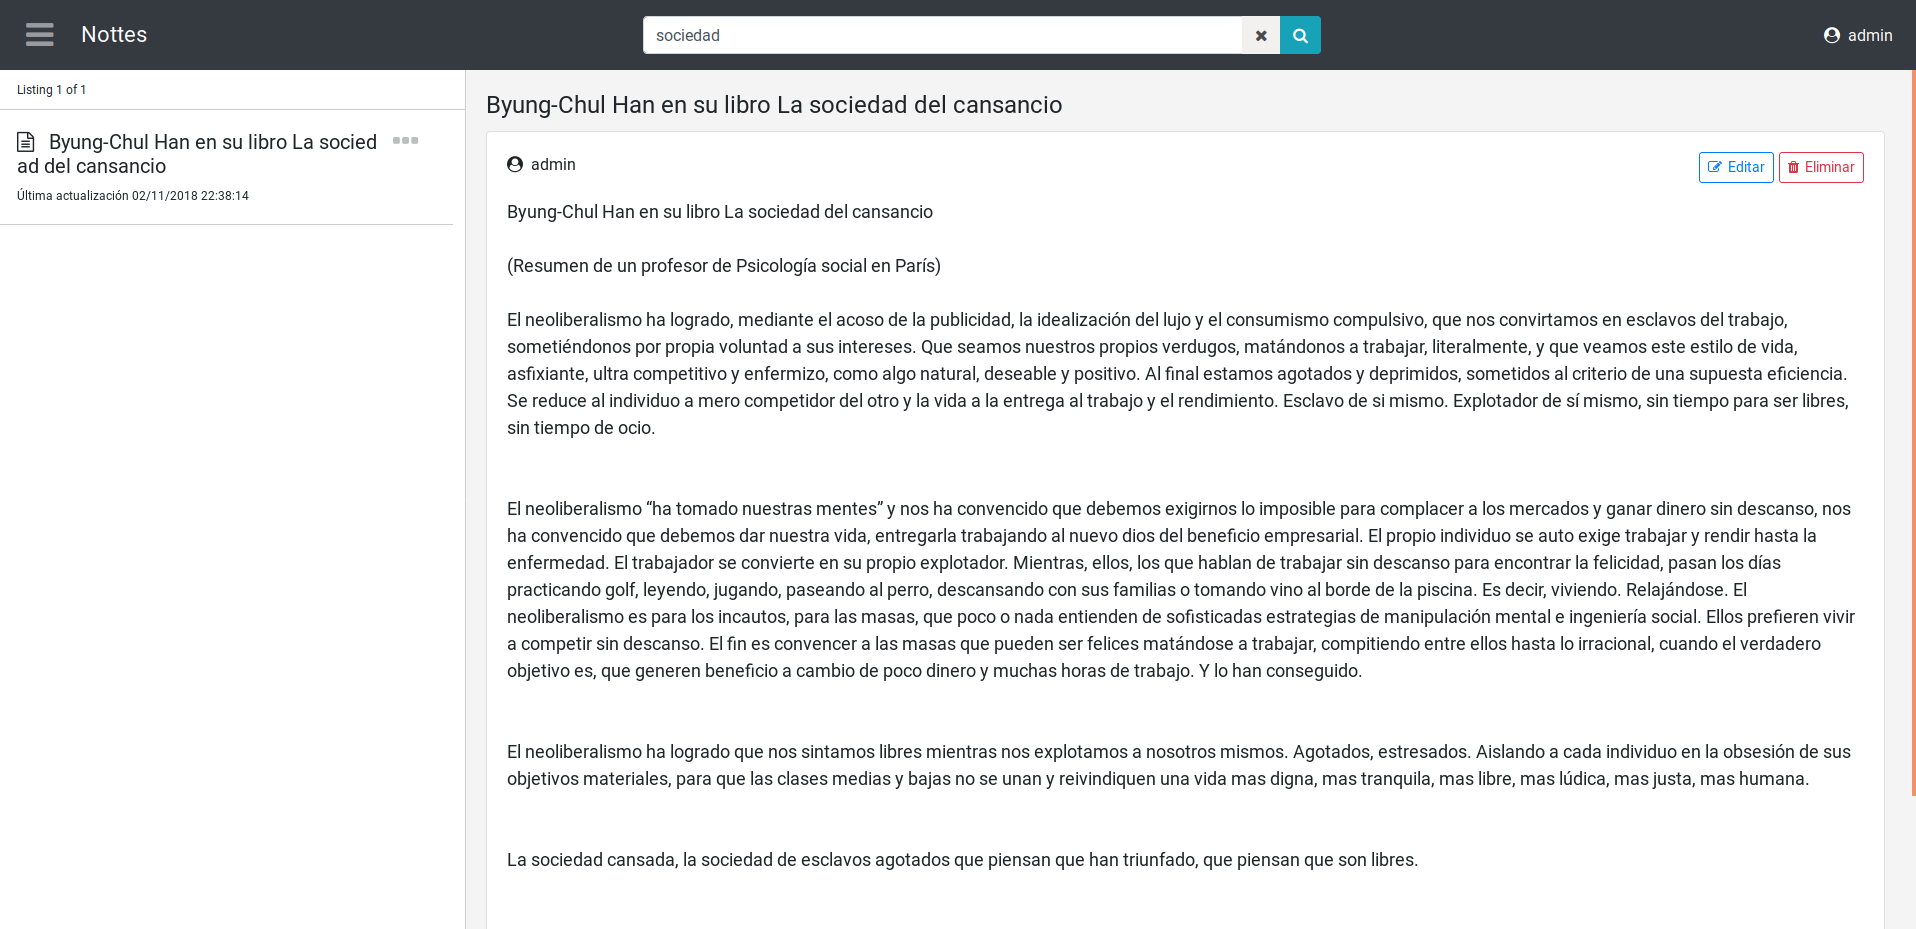 Nottes
sociedad
admin
Listing 1 of 1
Byung-Chul Han en su libro La socied
ad del cansancio
Última actualización 02/11/2018 22:38:14
Byung-Chul Han en su libro La sociedad del cansancio
admin
Editar
Eliminar
Byung-Chul Han en su libro La sociedad del cansancio
(Resumen de un profesor de Psicología social en París)
El neoliberalismo ha logrado, mediante el acoso de la publicidad, la idealización del lujo y el consumismo compulsivo, que nos convirtamos en esclavos del trabajo,
sometiéndonos por propia voluntad a sus intereses. Que seamos nuestros propios verdugos, matándonos a trabajar, literalmente, y que veamos este estilo de vida,
asfixiante, ultra competitivo y enfermizo, como algo natural, deseable y positivo. Al final estamos agotados y deprimidos, sometidos al criterio de una supuesta eficiencia.
Se reduce al individuo a mero competidor del otro y la vida a la entrega al trabajo y el rendimiento. Esclavo de si mismo. Explotador de sí mismo, sin tiempo para ser libres,
sin tiempo de ocio.
El neoliberalismo “ha tomado nuestras mentes” y nos ha convencido que debemos exigirnos lo imposible para complacer a los mercados y ganar dinero sin descanso, nos
ha convencido que debemos dar nuestra vida, entregarla trabajando al nuevo dios del beneficio empresarial. El propio individuo se auto exige trabajar y rendir hasta la
enfermedad. El trabajador se convierte en su propio explotador. Mientras, ellos, los que hablan de trabajar sin descanso para encontrar la felicidad, pasan los días
practicando golf, leyendo, jugando, paseando al perro, descansando con sus familias o tomando vino al borde de la piscina. Es decir, viviendo. Relajándose. El
neoliberalismo es para los incautos, para las masas, que poco o nada entienden de sofisticadas estrategias de manipulación mental e ingeniería social. Ellos prefieren vivir
a competir sin descanso. El fin es convencer a las masas que pueden ser felices matándose a trabajar, compitiendo entre ellos hasta lo irracional, cuando el verdadero
objetivo es, que generen beneficio a cambio de poco dinero y muchas horas de trabajo. Y lo han conseguido.
El neoliberalismo ha logrado que nos sintamos libres mientras nos explotamos a nosotros mismos. Agotados, estresados. Aislando a cada individuo en la obsesión de sus
objetivos materiales, para que las clases medias y bajas no se unan y reivindiquen una vida mas digna, mas tranquila, mas libre, mas lúdica, mas justa, mas humana.
La sociedad cansada, la sociedad de esclavos agotados que piensan que han triunfado, que piensan que son libres.